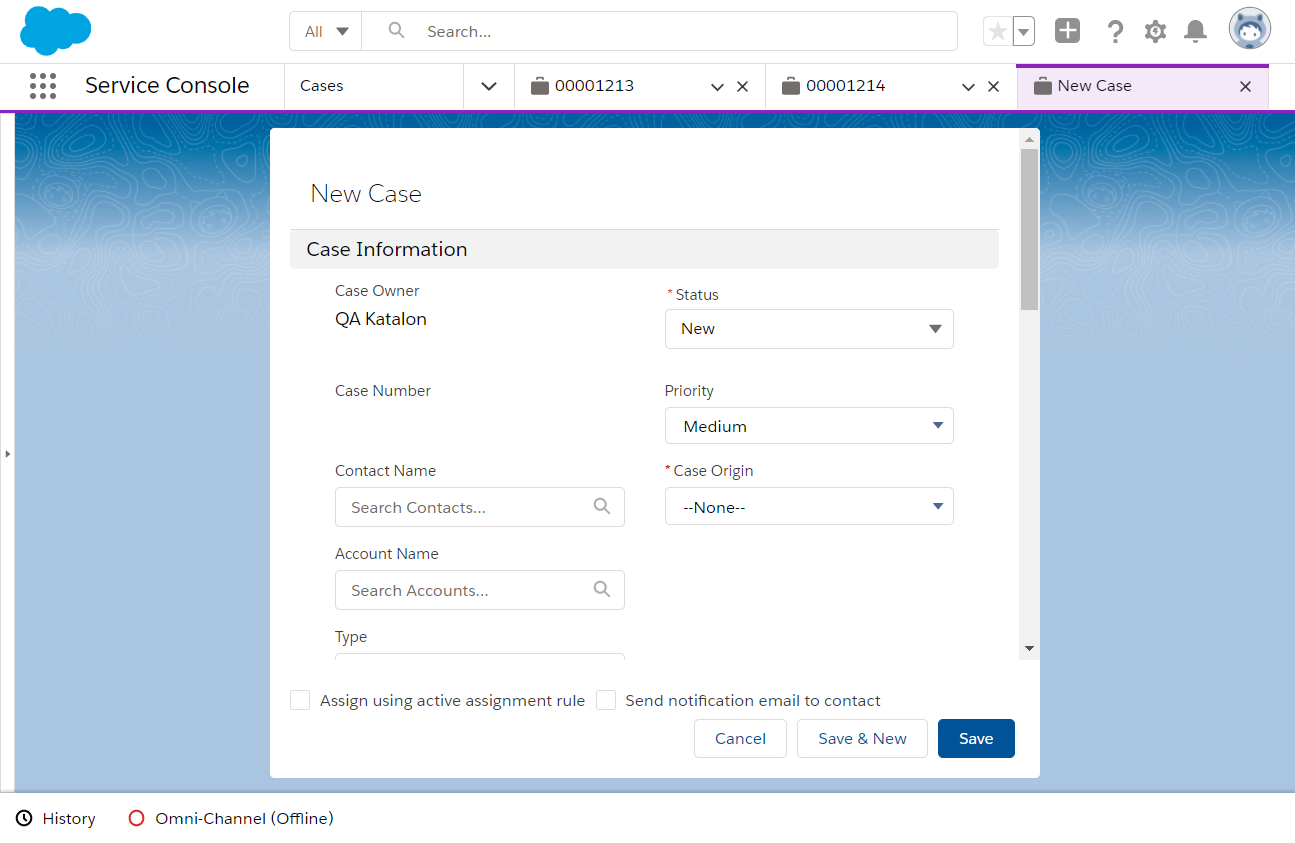 All Search...
Service Console Cases 00001213 00001214 New Case
New Case
Case Information
Case Owner
QA Katalon
*Status
New
Case Number
Priority
Medium
Contact Name
Search Contacts...
*Case Origin
--None--
Account Name
Search Accounts...
Type
Assign using active assignment rule Send notification email to contact
Cancel Save & New Save
History Omni-Channel (Offline)